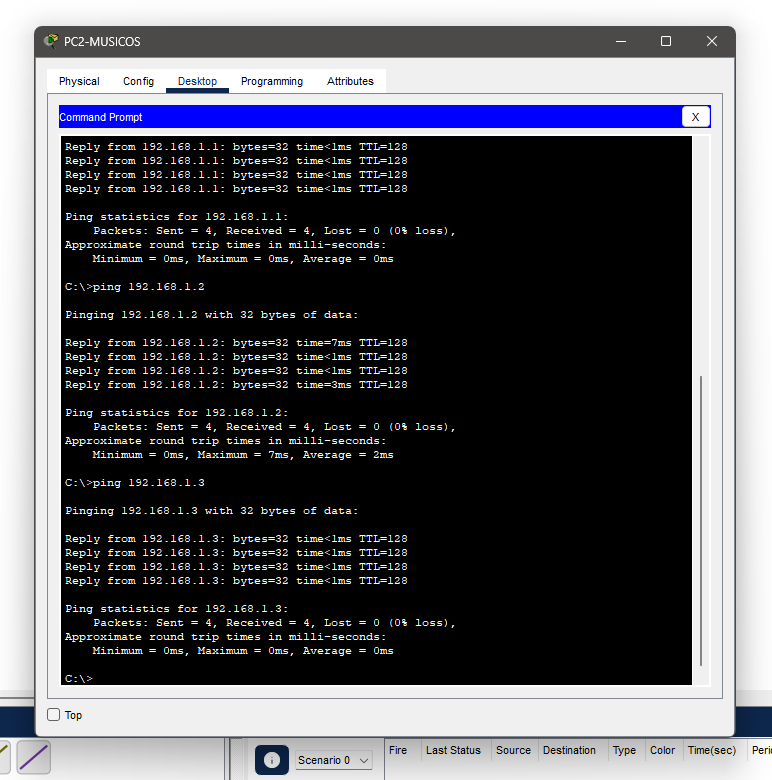 PC2-MUSICOS
Physical Config Desktop Programming Attributes
Command Prompt X
Reply from 192.168.1.1: bytes=32 time<1ms TTL=128
Reply from 192.168.1.1: bytes=32 time<1ms TTL=128
Reply from 192.168.1.1: bytes=32 time<1ms TTL=128
Reply from 192.168.1.1: bytes=32 time<1ms TTL=128
Ping statistics for 192.168.1.1:
Packets: Sent = 4, Received = 4, Lost = 0 (0% loss),
Approximate round trip times in milli-seconds:
Minimum = 0ms, Maximum = 0ms, Average = 0ms
C:\>ping 192.168.1.2
Pinging 192.168.1.2 with 32 bytes of data:
Reply from 192.168.1.2: bytes=32 time=7ms TTL=128
Reply from 192.168.1.2: bytes=32 time<1ms TTL=128
Reply from 192.168.1.2: bytes=32 time<1ms TTL=128
Reply from 192.168.1.2: bytes=32 time=3ms TTL=128
Ping statistics for 192.168.1.2:
Packets: Sent = 4, Received = 4, Lost = 0 (0% loss),
Approximate round trip times in milli-seconds:
Minimum = 0ms, Maximum = 7ms, Average = 2ms
C:\>ping 192.168.1.3
Pinging 192.168.1.3 with 32 bytes of data:
Reply from 192.168.1.3: bytes=32 time<1ms TTL=128
Reply from 192.168.1.3: bytes=32 time<1ms TTL=128
Reply from 192.168.1.3: bytes=32 time<1ms TTL=128
Reply from 192.168.1.3: bytes=32 time<1ms TTL=128
Ping statistics for 192.168.1.3:
Packets: Sent = 4, Received = 4, Lost = 0 (0% loss),
Approximate round trip times in milli-seconds:
Minimum = 0ms, Maximum = 0ms, Average = 0ms
C:\>
Top
Scenario 0 Fire Last Status Source Destination Type Color Time(sec) Peri